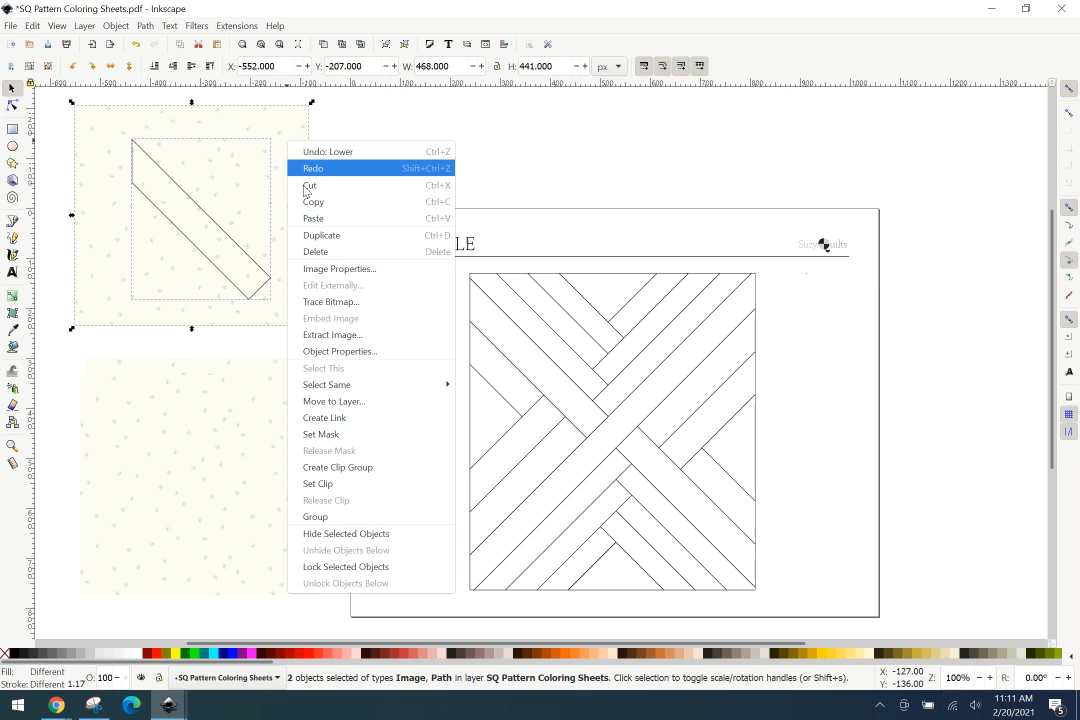 *SQ Pattern Coloring Sheets.pdf - Inkscape
File Edit View Layer Object Path Text Filters Extensions Help
X: -552.000 Y: -207.000 W: 468.000 H: 441.000 px
Undo: Lower Ctrl+Z
Redo Shift+Ctrl+Z
Cut Ctrl+X
Copy Ctrl+C
Paste Ctrl+V
Duplicate Ctrl+D
Delete Delete
Image Properties...
Edit Externally...
Trace Bitmap...
Embed Image
Extract Image...
Object Properties...
Select This
Select Same
Move to Layer...
Create Link
Set Mask
Release Mask
Create Clip Group
Set Clip
Release Clip
Group
Hide Selected Objects
Unhide Objects Below
Lock Selected Objects
Unlock Objects Below
LE
Fill: Different
Stroke: Different 1.17
O: 100
•SQ Pattern Coloring Sheets
2 objects selected of types Image, Path in layer SQ Pattern Coloring Sheets. Click selection to toggle scale/rotation handles (or Shift+s).
X: -127.00
Y: -136.00
Z: 100%
R: 0.00°
11:11 AM
2/20/2021
5